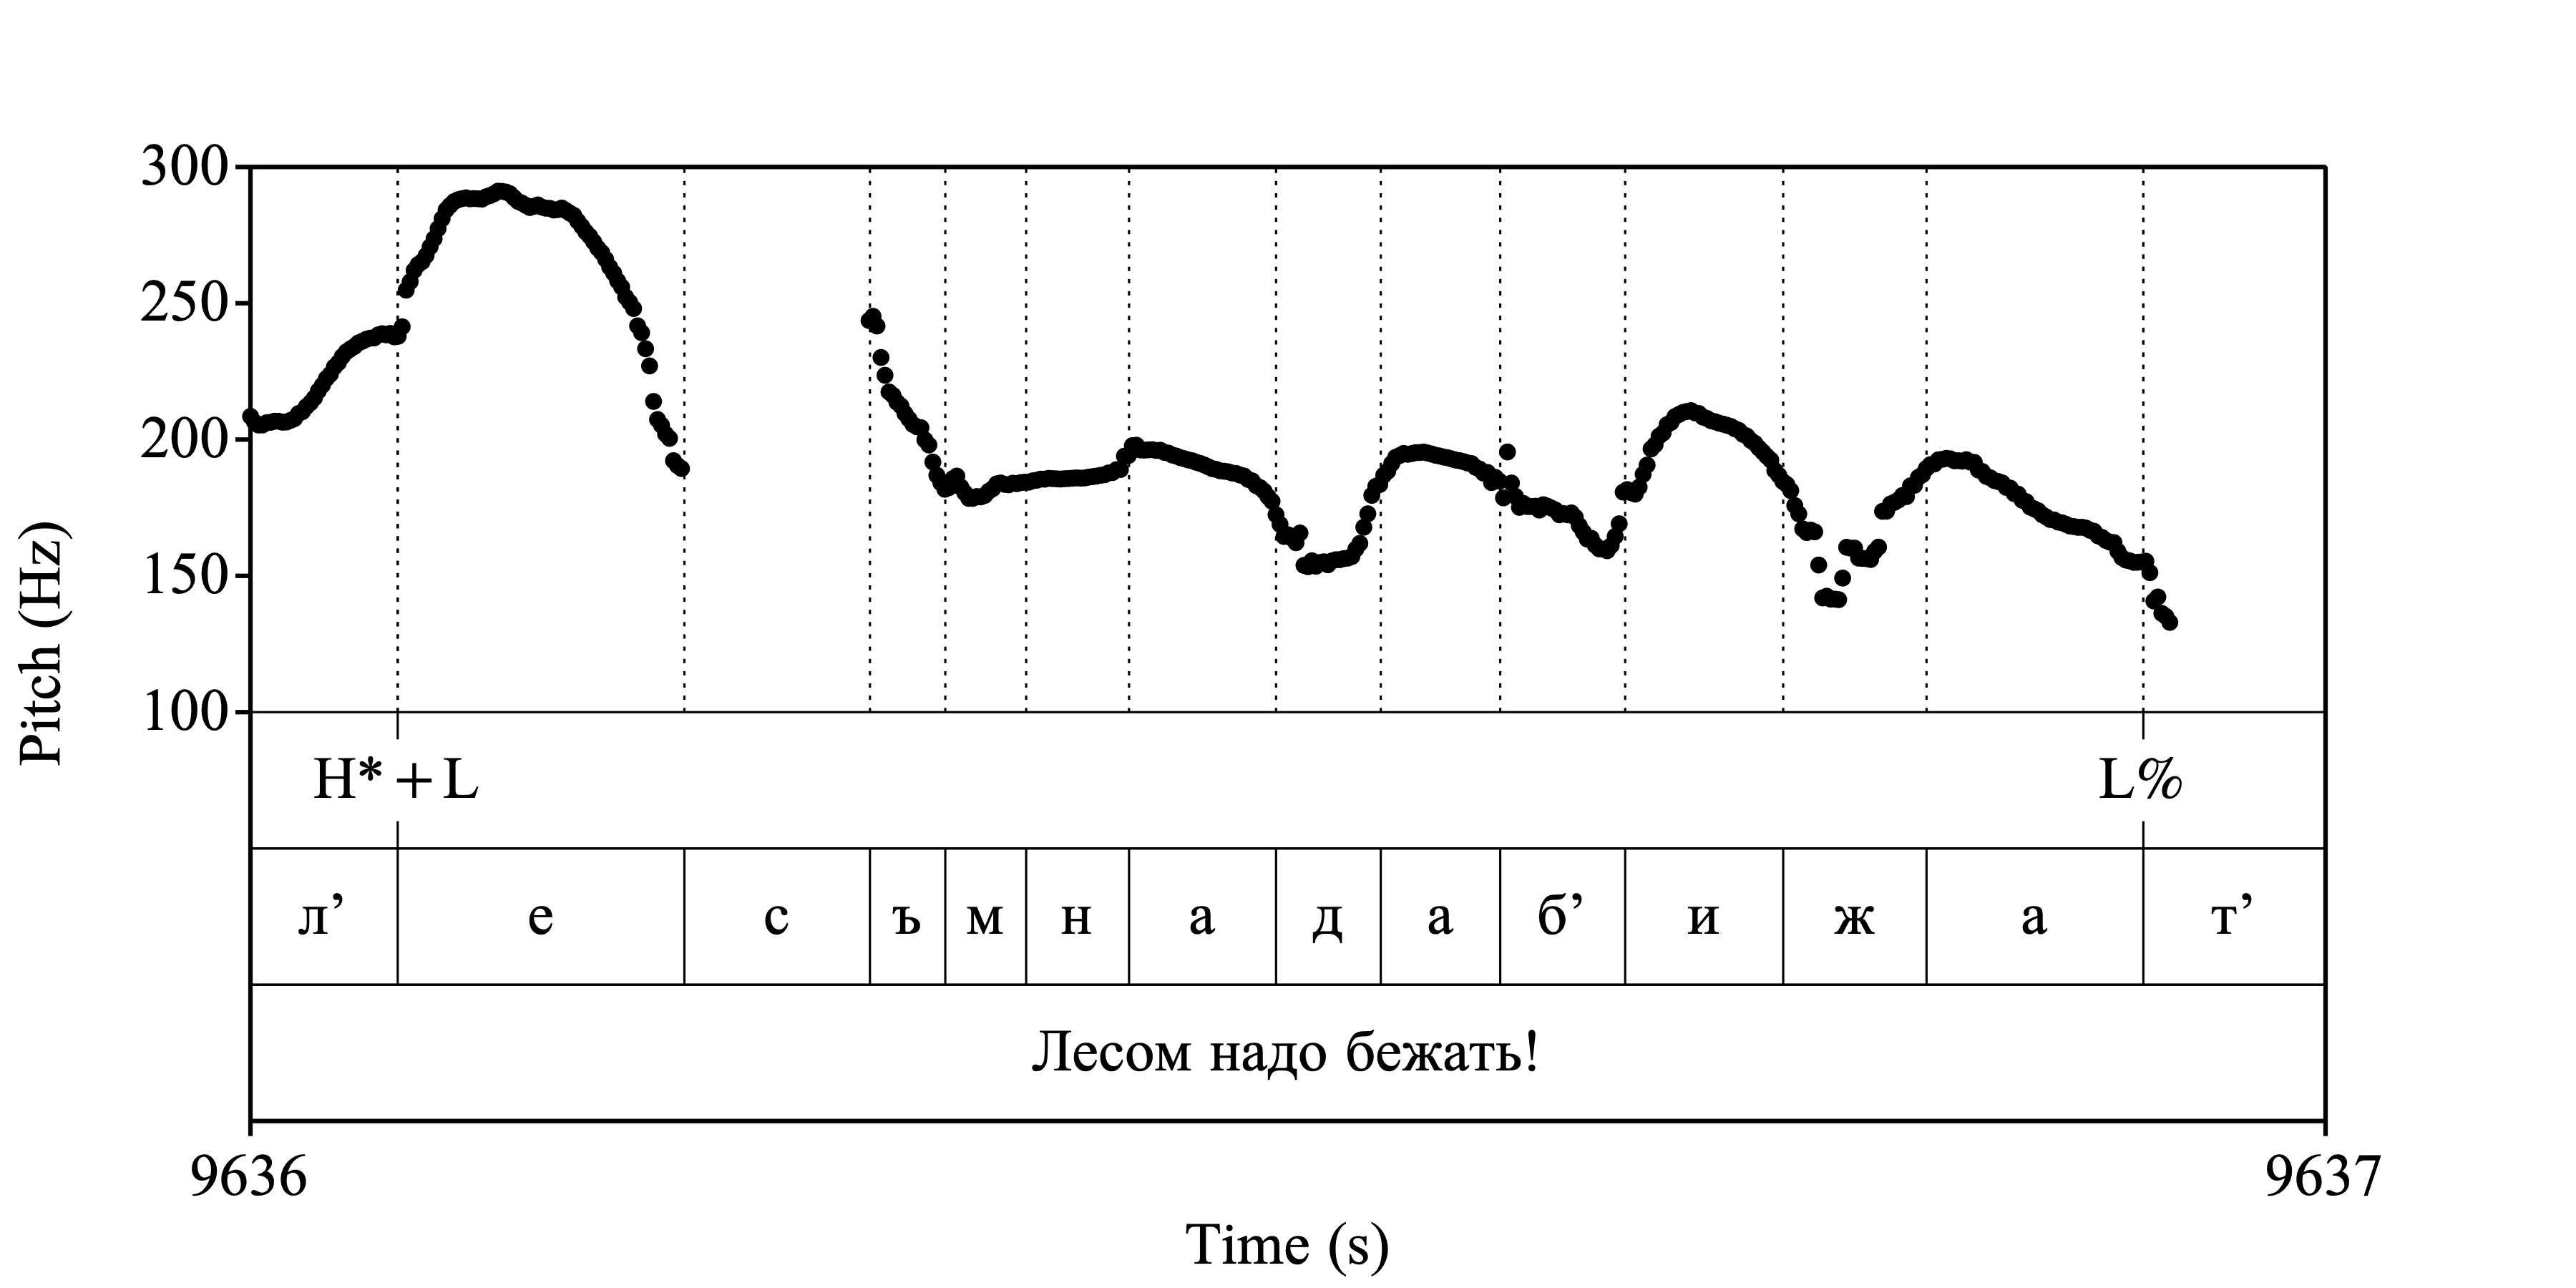 300
250
200
150
100
Pitch (Hz)
H* + L L%
л’ е с ъ м н а д а б’ и ж а т’
Лесом надо бежать!
9636 9637
Time (s)